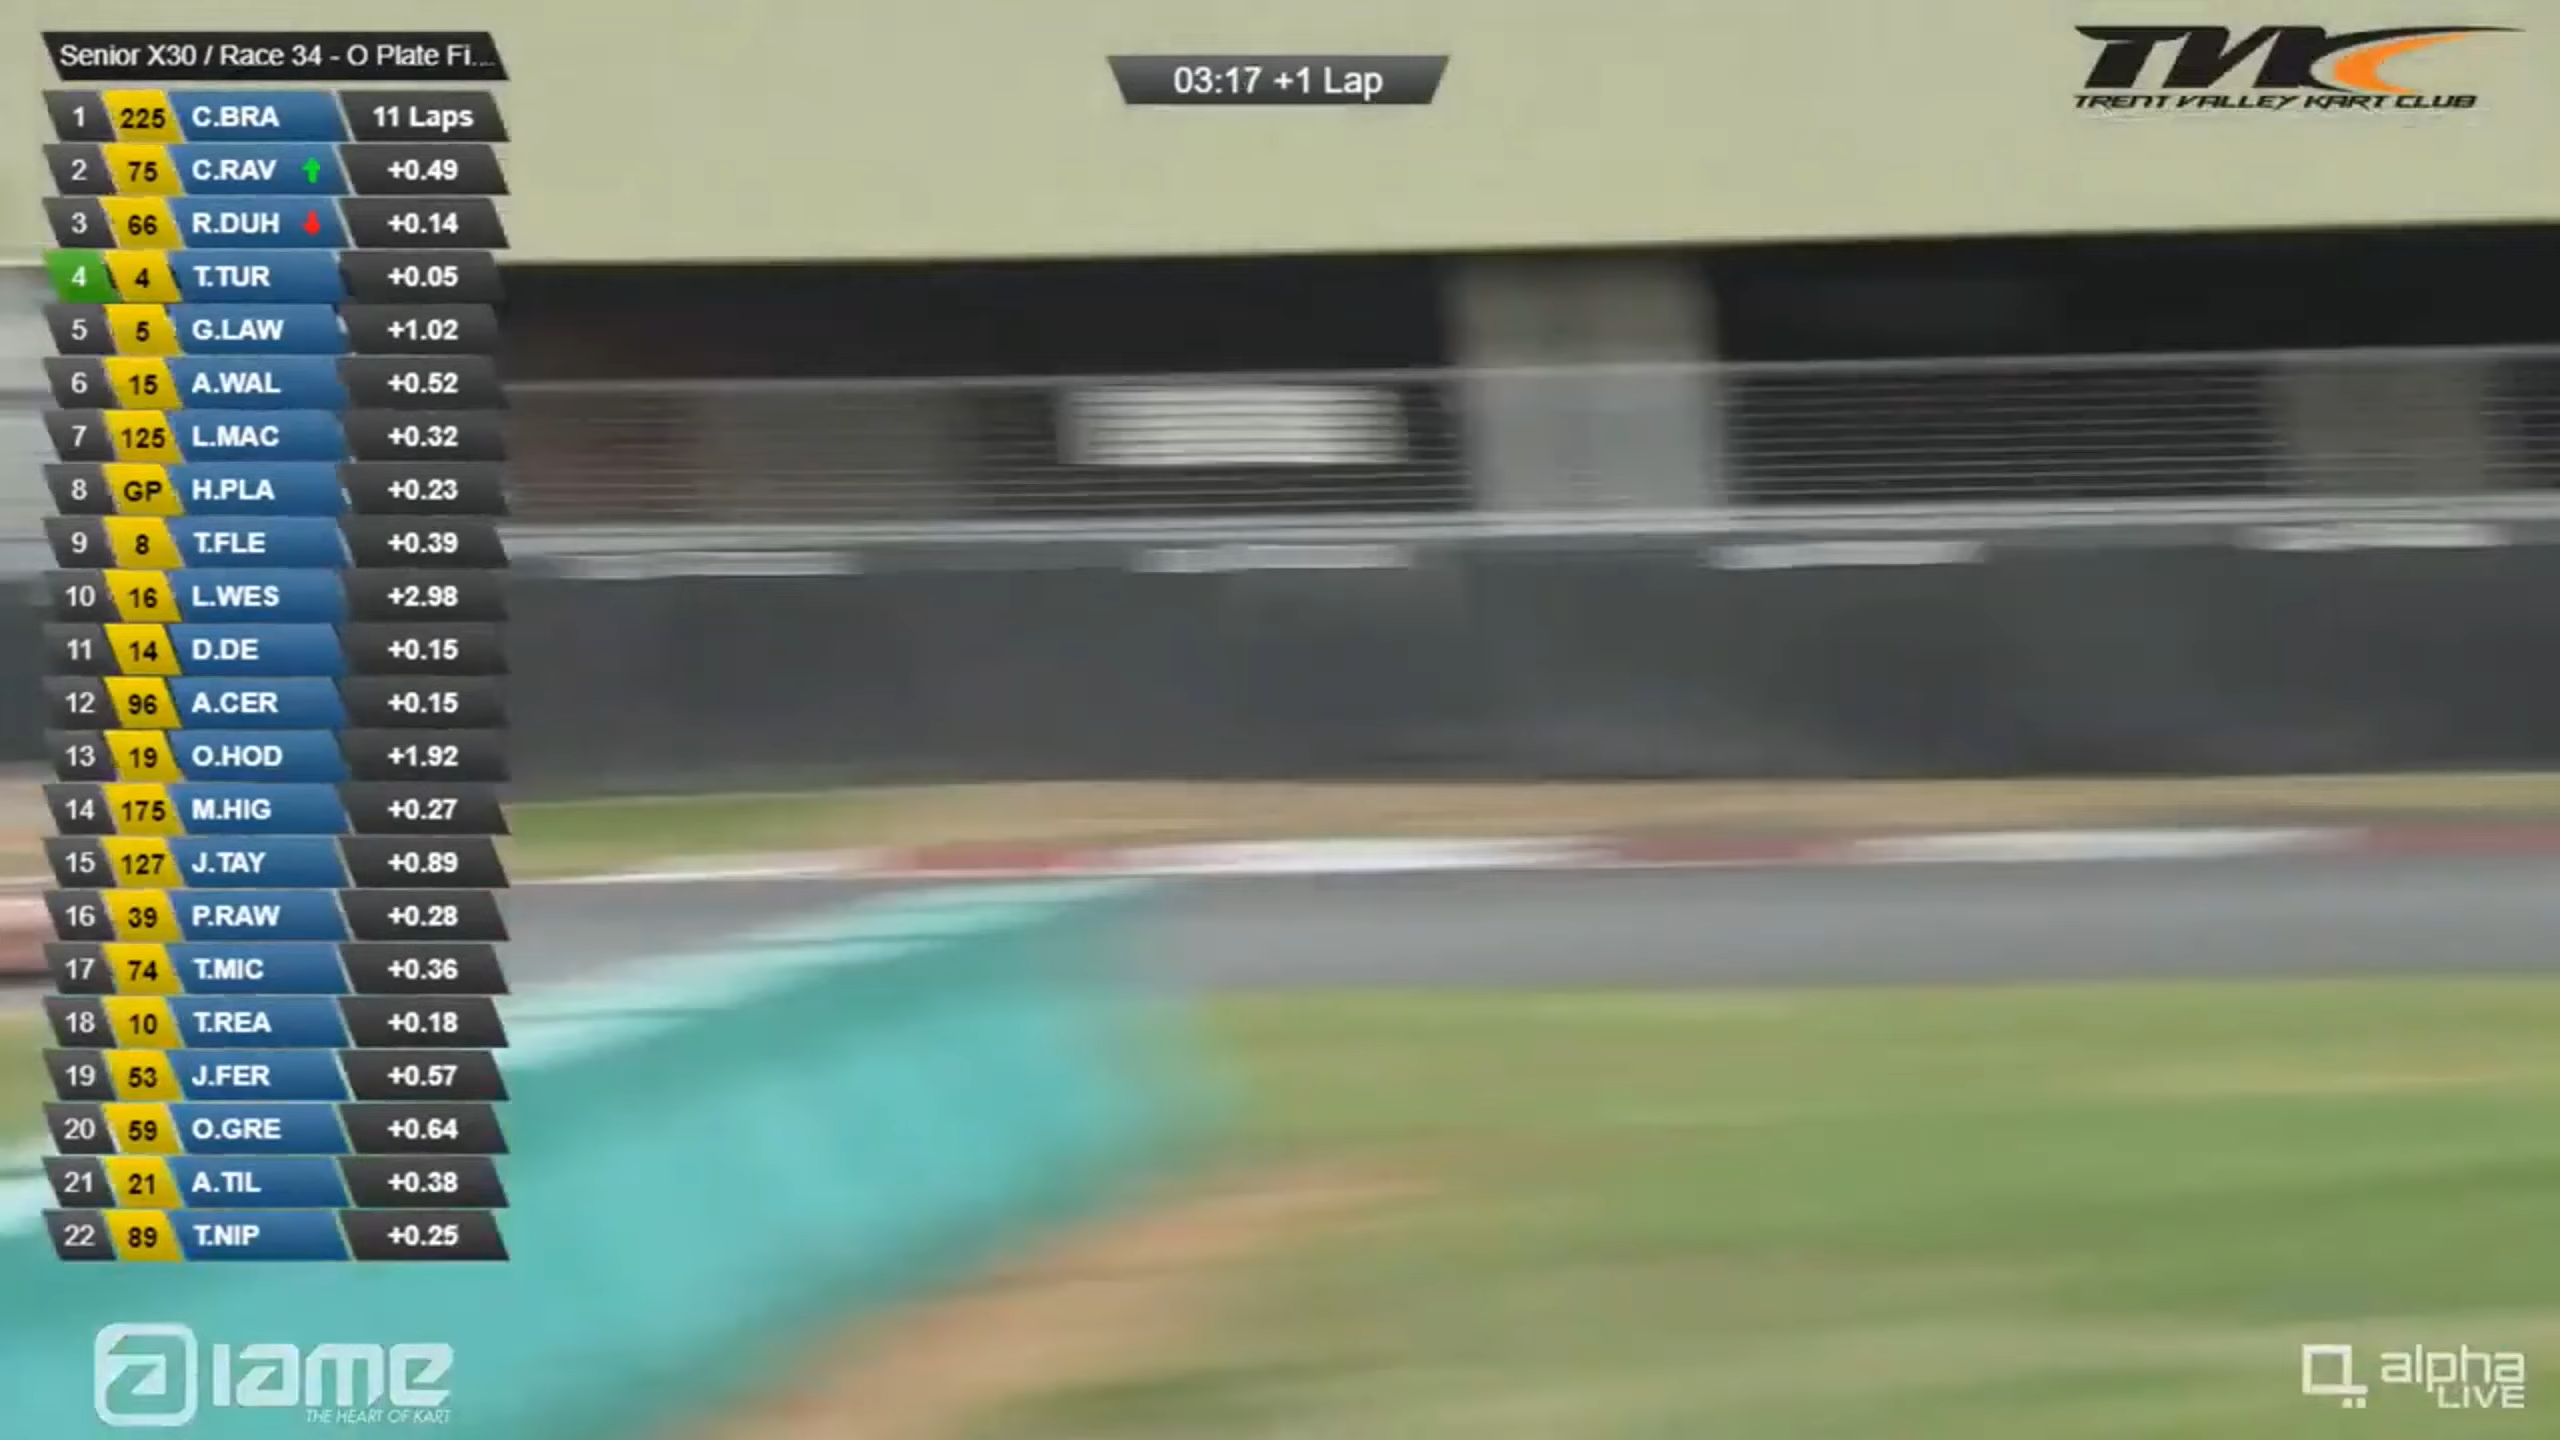 Senior X30 / Race 34 - O Plate Fi...
03:17 +1 Lap
TVKC
TRENT VALLEY KART CLUB
1 225 C.BRA 11 Laps
2 75 C.RAV +0.49
3 66 R.DUH +0.14
4 4 T.TUR +0.05
5 5 G.LAW +1.02
6 15 A.WAL +0.52
7 125 L.MAC +0.32
8 GP H.PLA +0.23
9 8 T.FLE +0.39
10 16 L.WES +2.98
11 14 D.DE +0.15
12 96 A.CER +0.15
13 19 O.HOD +1.92
14 175 M.HIG +0.27
15 127 J.TAY +0.89
16 39 P.RAW +0.28
17 74 T.MIC +0.36
18 10 T.REA +0.18
19 53 J.FER +0.57
20 59 O.GRE +0.64
21 21 A.TIL +0.38
22 89 T.NIP +0.25
IAME
THE HEART OF KART
alpha
LIVE